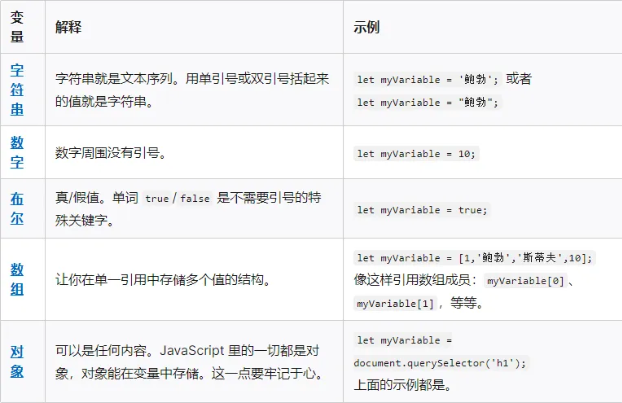 变
量
解释
示例
字
符
串
字符串就是文本序列。用单引号或双引号括起来
的值就是字符串。
let myVariable = '鲍勃'; 或者
let myVariable = "鲍勃";
数
字
数字周围没有引号。
let myVariable = 10;
布
尔
真/假值。单词 true / false 是不需要引号的特
殊关键字。
let myVariable = true;
数
组
让你在单一引用中存储多个值的结构。
let myVariable = [1,'鲍勃','斯蒂夫',10];
像这样引用数组成员：myVariable[0]、
myVariable[1]，等等。
对
象
可以是任何内容。JavaScript 里的一切都是对
象，对象能在变量中存储。这一点要牢记于心。
let myVariable =
document.querySelector('h1');
上面的示例都是。